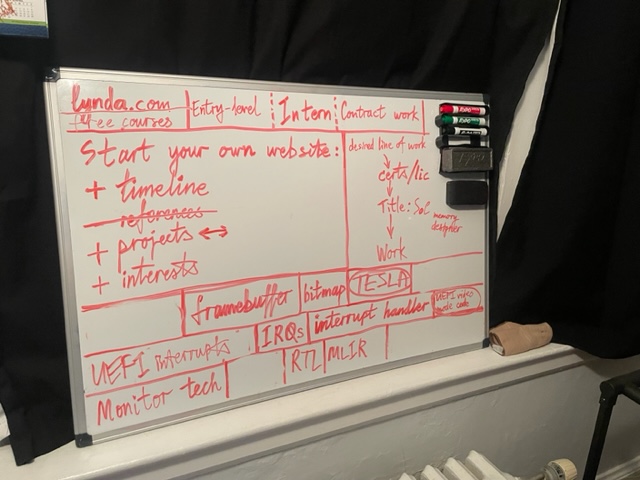 lynda.com
free courses
Entry-level
Intern
Contract work
Start your own website:
+ timeline
references
+ projects ↔
+ interests
desired line of work
↓
certs/lic
↓
Title: SoC memory designer
↓
Work
framebuffer
bitmap
TESLA
UEFI interrupts
IRQs
interrupt handler
UEFI video mode code
Monitor tech
RTL
MLIR
EXPO
EXPO
EXPO